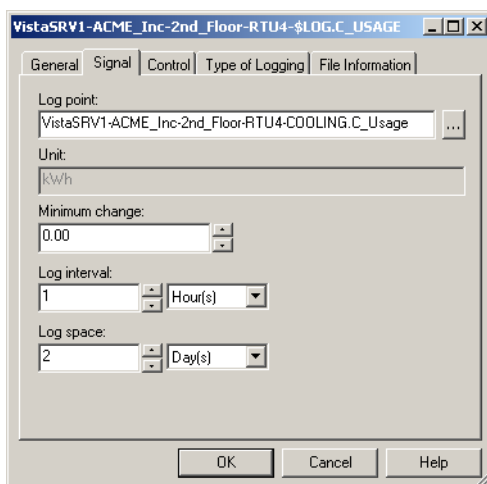 VistaSRV1-ACME_Inc-2nd_Floor-RTU4-$LOG.C_USAGE
General Signal Control Type of Logging File Information
Log point:
VistaSRV1-ACME_Inc-2nd_Floor-RTU4-COOLING.C_Usage ...
Unit:
kWh
Minimum change:
0.00
Log interval:
1 Hour(s)
Log space:
2 Day(s)
OK Cancel Help